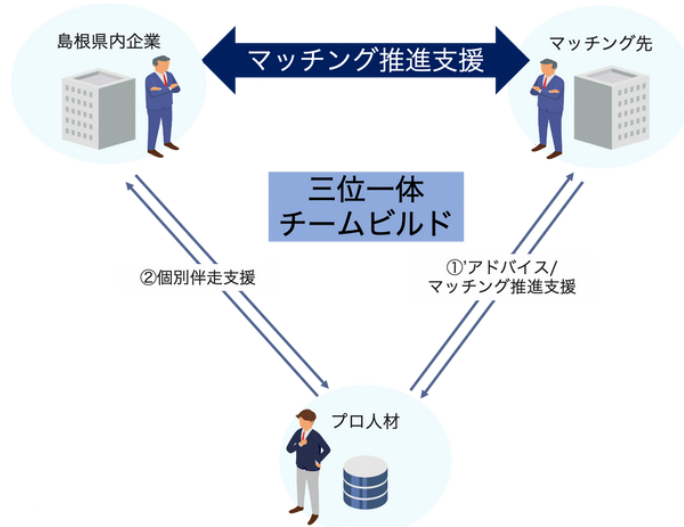 島根県内企業
マッチング推進支援
マッチング先
三位一体
チームビルド
②個別伴走支援
①’アドバイス/
マッチング推進支援
プロ人材